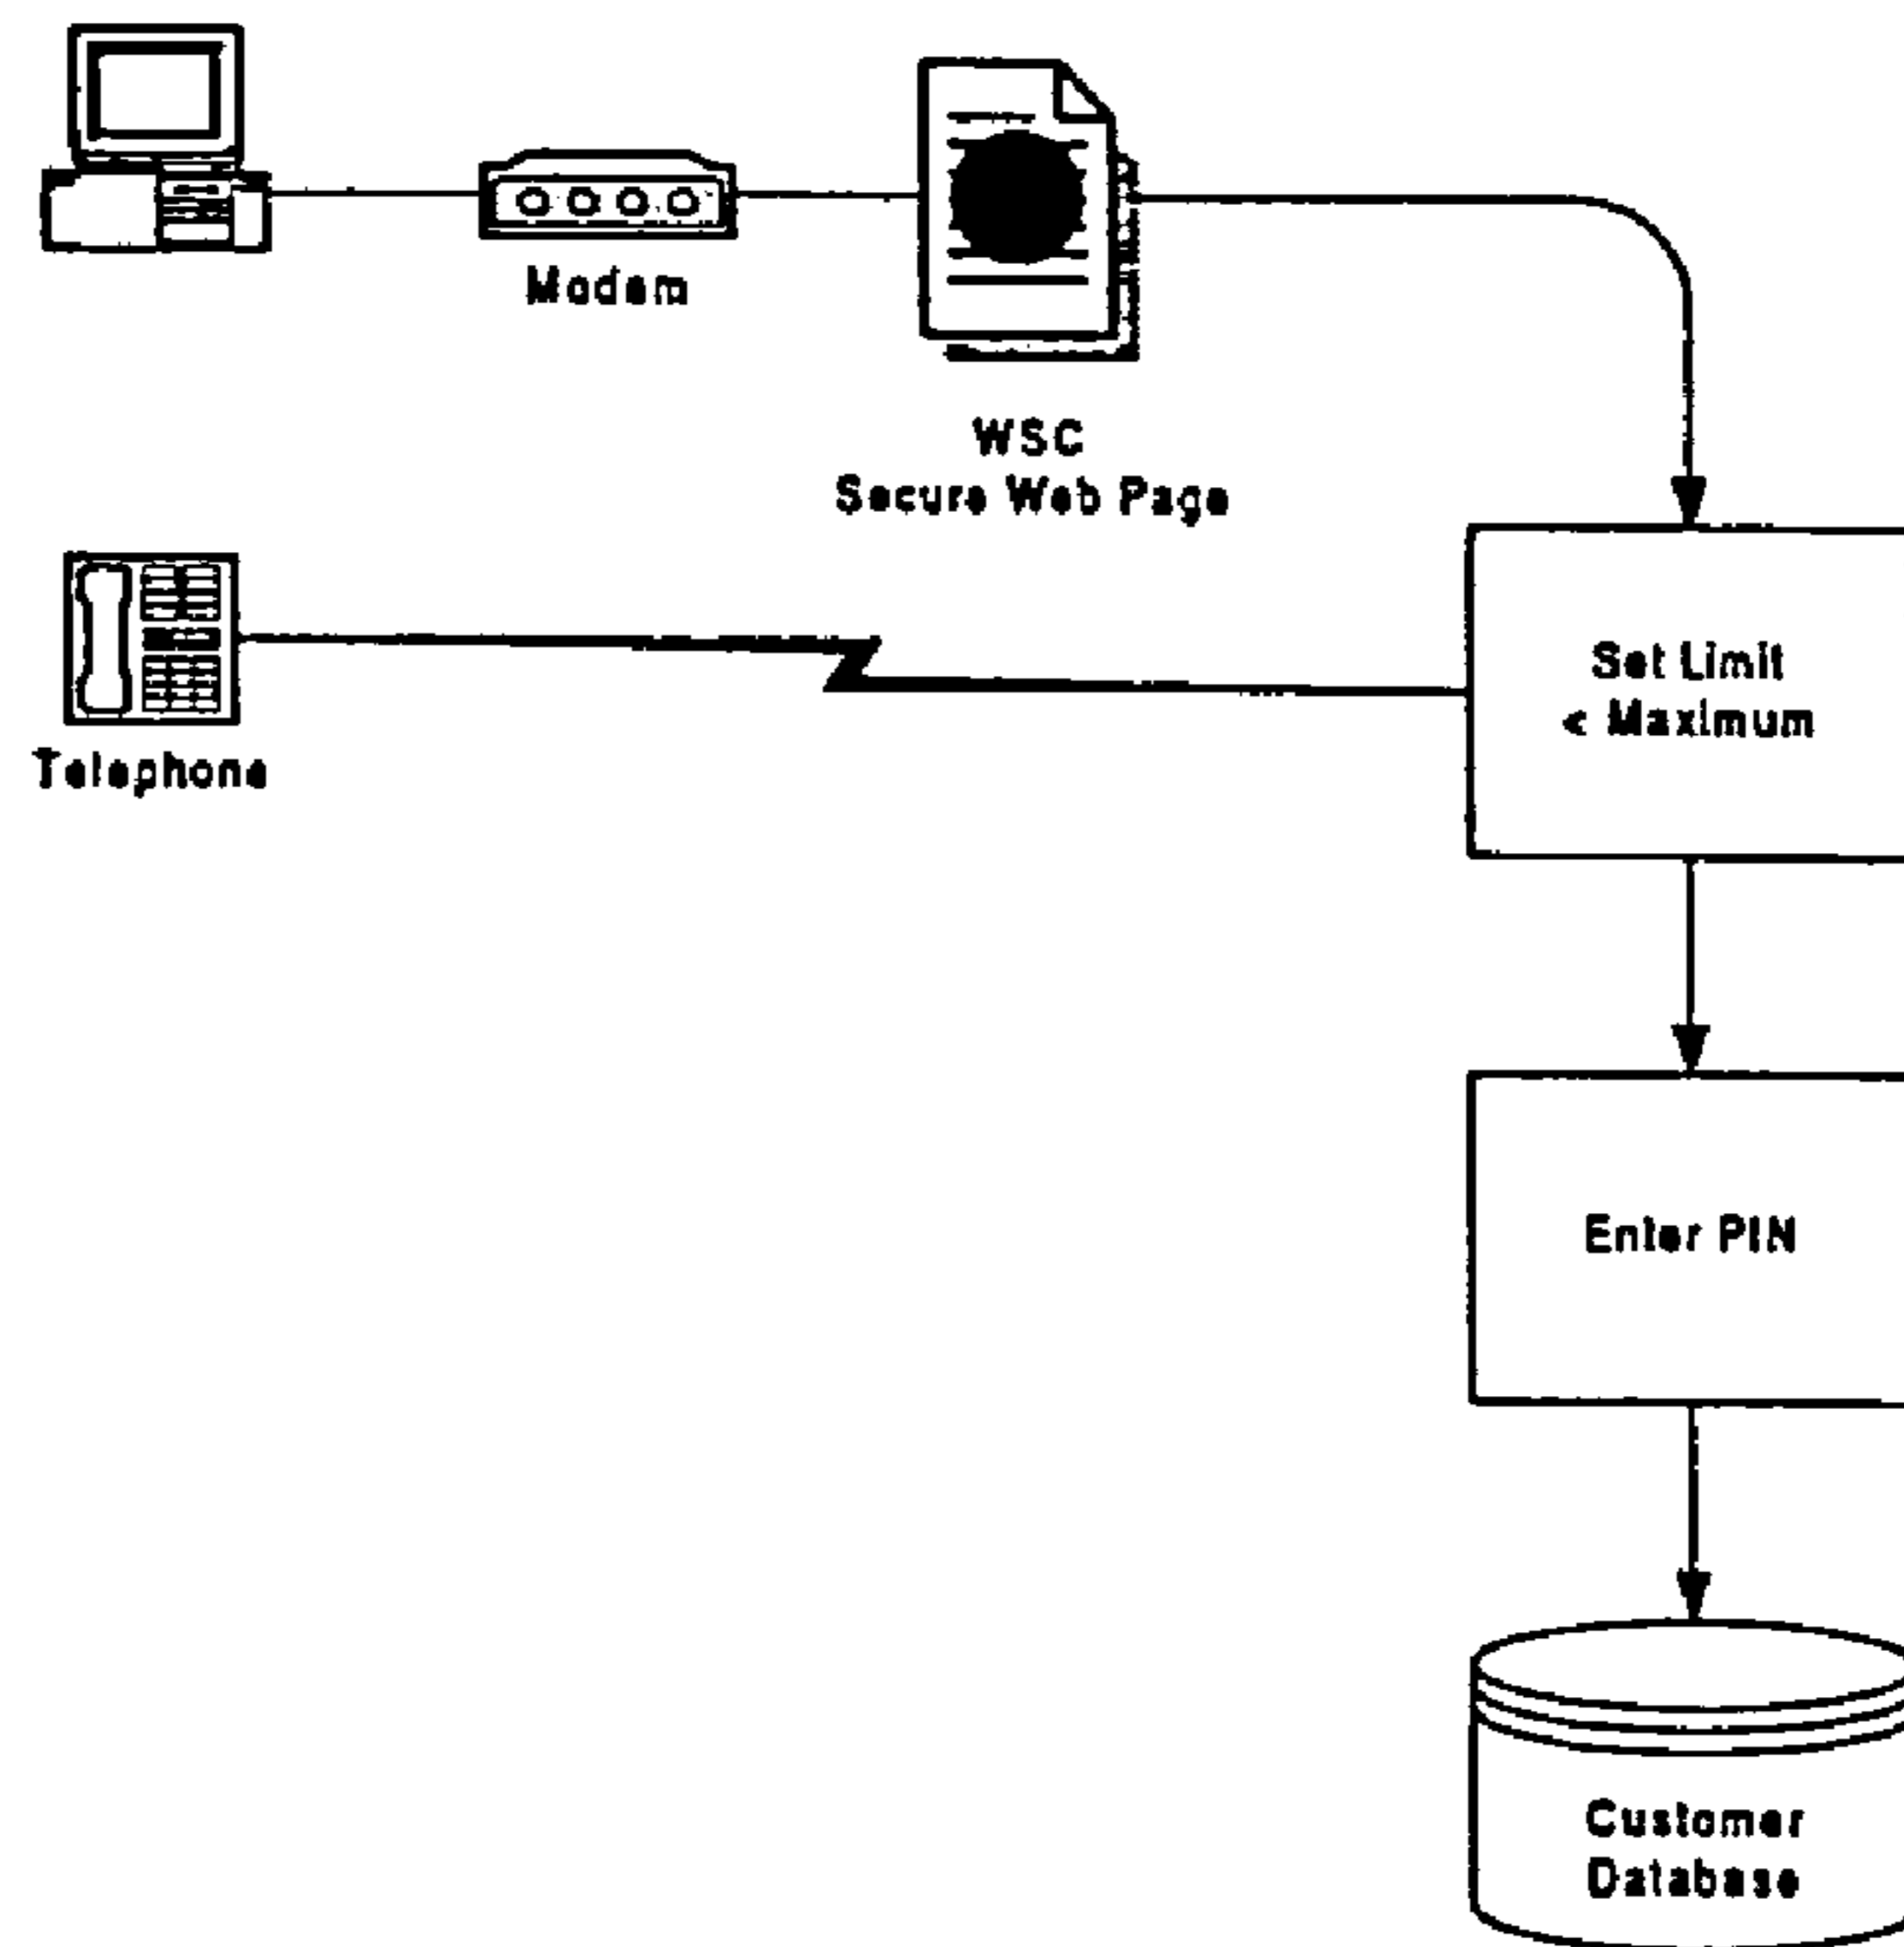 Modem
WSC
Secure Web Page
Telephone
Set Limit
< Maximum
Enter PIN
Customer
Database